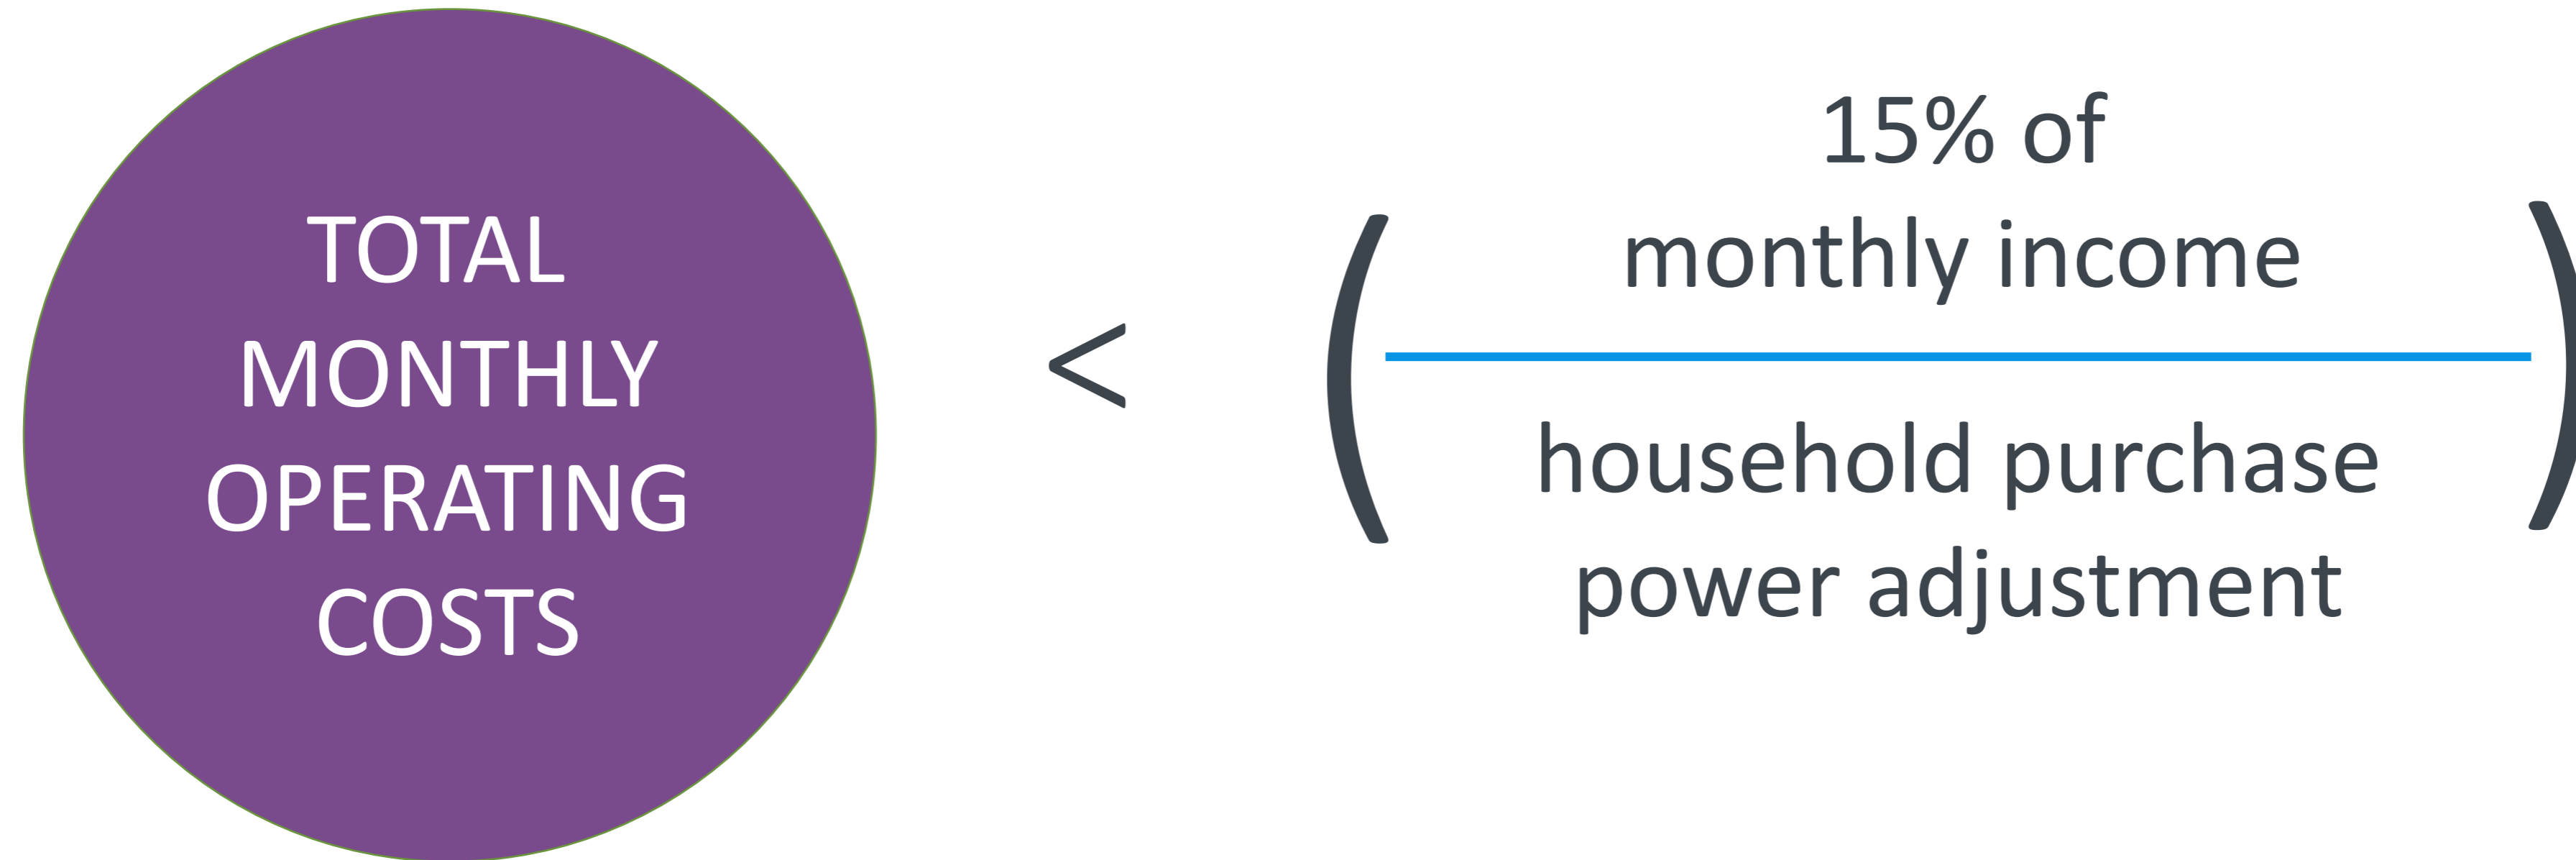 TOTAL
MONTHLY
OPERATING
COSTS
<
(
15% of
monthly income
household purchase
power adjustment
)